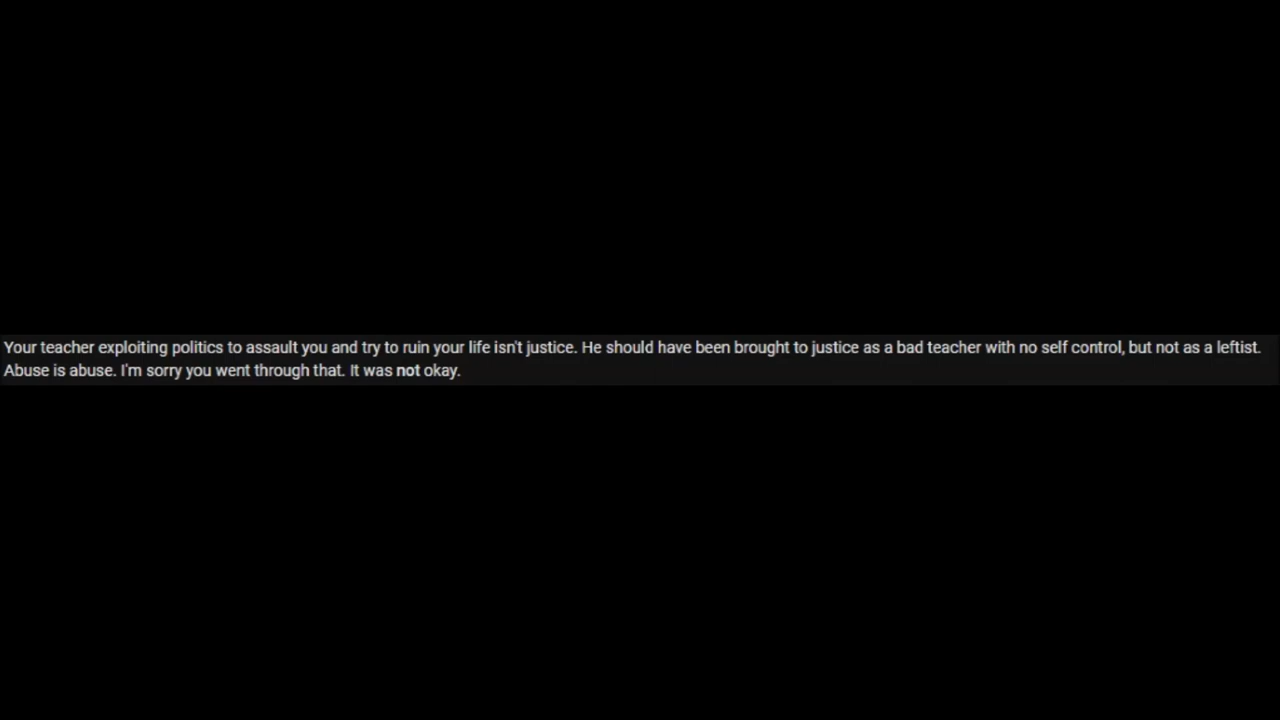 Your teacher exploiting politics to assault you and try to ruin your life isn't justice. He should have been brought to justice as a bad teacher with no self control, but not as a leftist.
Abuse is abuse. I'm sorry you went through that. It was not okay.